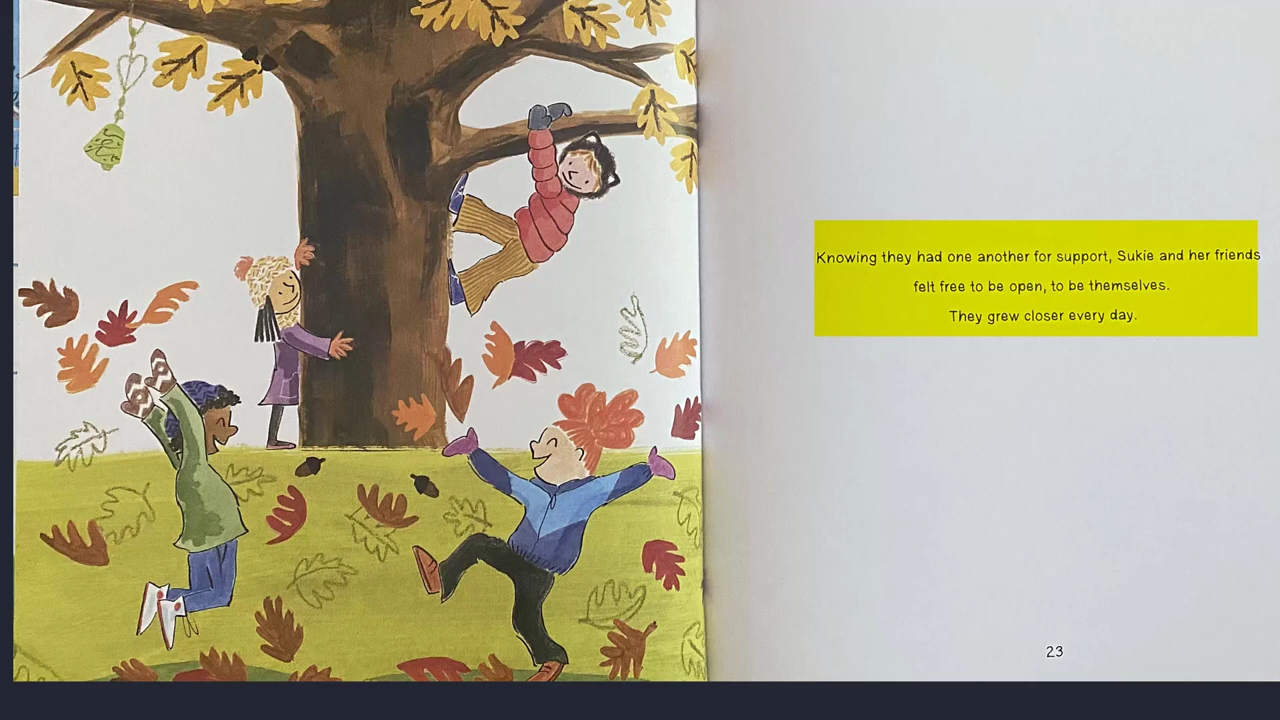 Knowing they had one another for support, Sukie and her friends
felt free to be open, to be themselves.
They grew closer every day.
23